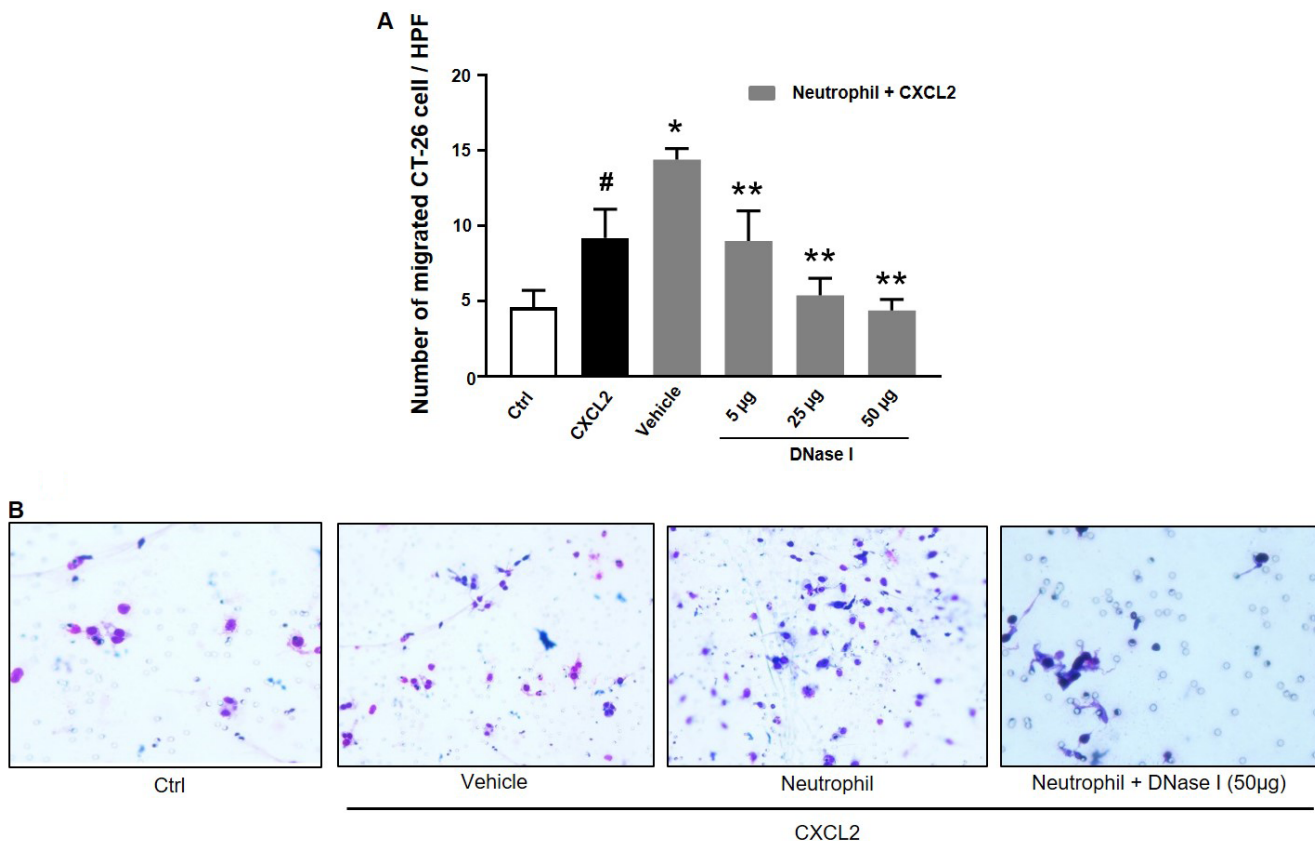 A
Number of migrated CT-26 cell / HPF
20
15
10
5
0
Neutrophil + CXCL2
#
*
**
**
**
Ctrl
CXCL2
Vehicle
5 µg
25 µg
50 µg
DNase I
B
Ctrl
Vehicle
Neutrophil
Neutrophil + DNase I (50µg)
CXCL2